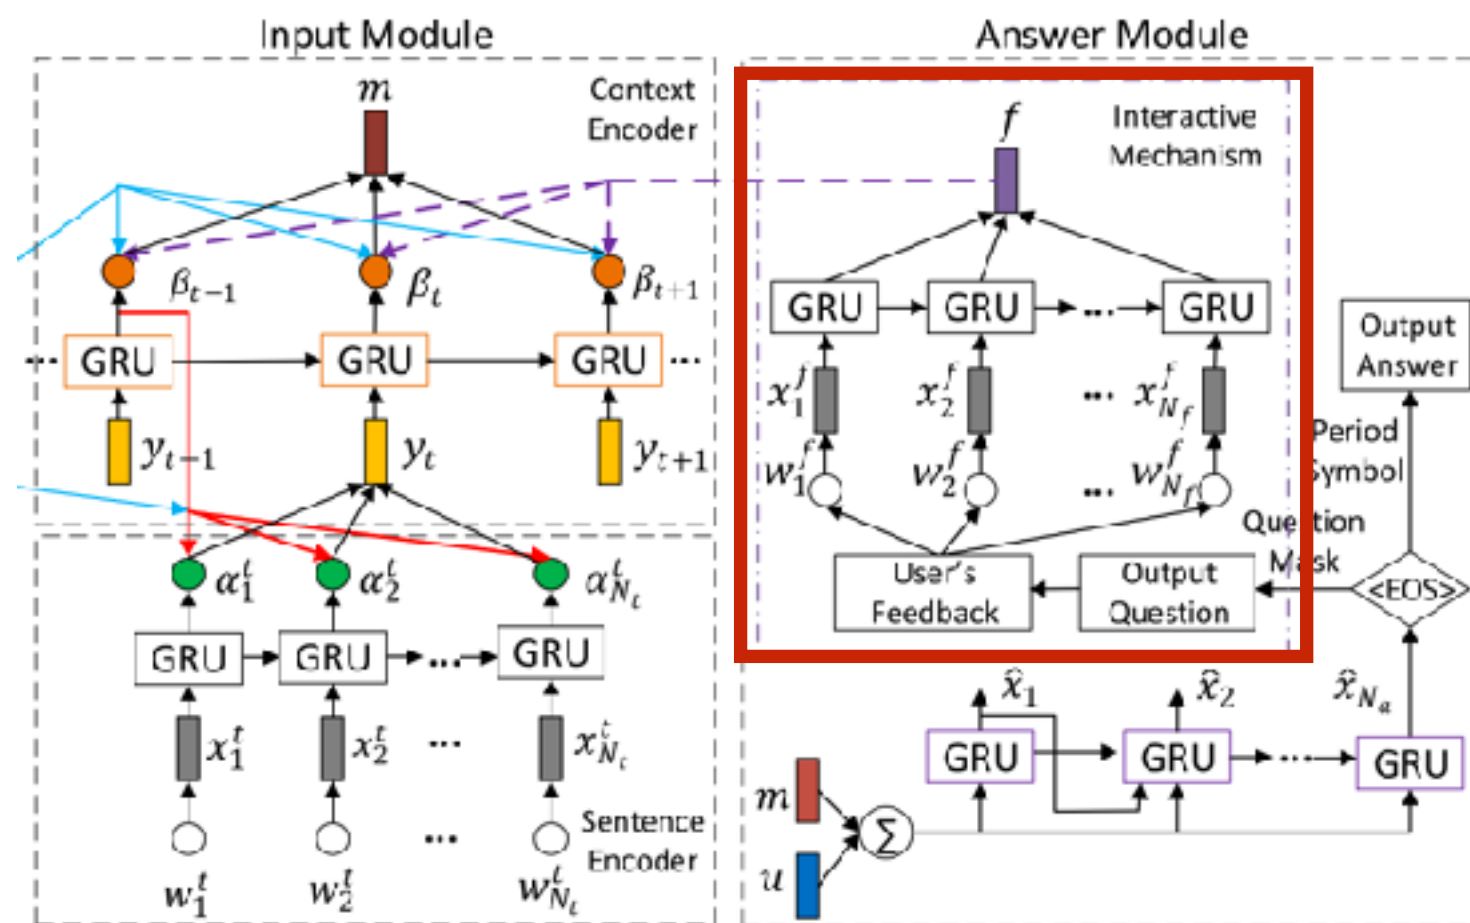 Input Module
Answer Module
m
Context
Encoder
β_{t−1}
β_t
β_{t+1}
... GRU
GRU
GRU ...
y_{t−1}
y_t
y_{t+1}
α_1^t
α_2^t
α_{N_t}^t
GRU
GRU
...
GRU
x_1^t
x_2^t
...
x_{N_t}^t
Sentence
Encoder
...
w_1^t
w_2^t
w_{N_t}^t
f
Interactive
Mechanism
GRU
GRU
...
GRU
x_1^f
x_2^f
...
x_{N_f}^f
w_1^f
w_2^f
...
w_{N_f}^f
User's
Feedback
Output
Question
Output
Answer
Period
Symbol
Question
Mask
<EOS>
x̂_1
x̂_2
x̂_{N_a}
GRU
GRU
...
GRU
m
Σ
u